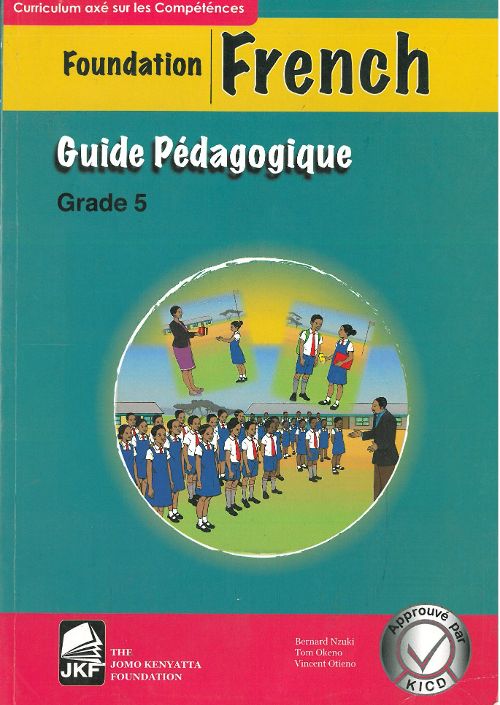 Curriculum axé sur les Compéténces
Foundation French
Guide Pédagogique
Grade 5
JKF
THE
JOMO KENYATTA
FOUNDATION
Bernard Nzuki
Tom Okeno
Vincent Otieno
Approuvé par
KICD